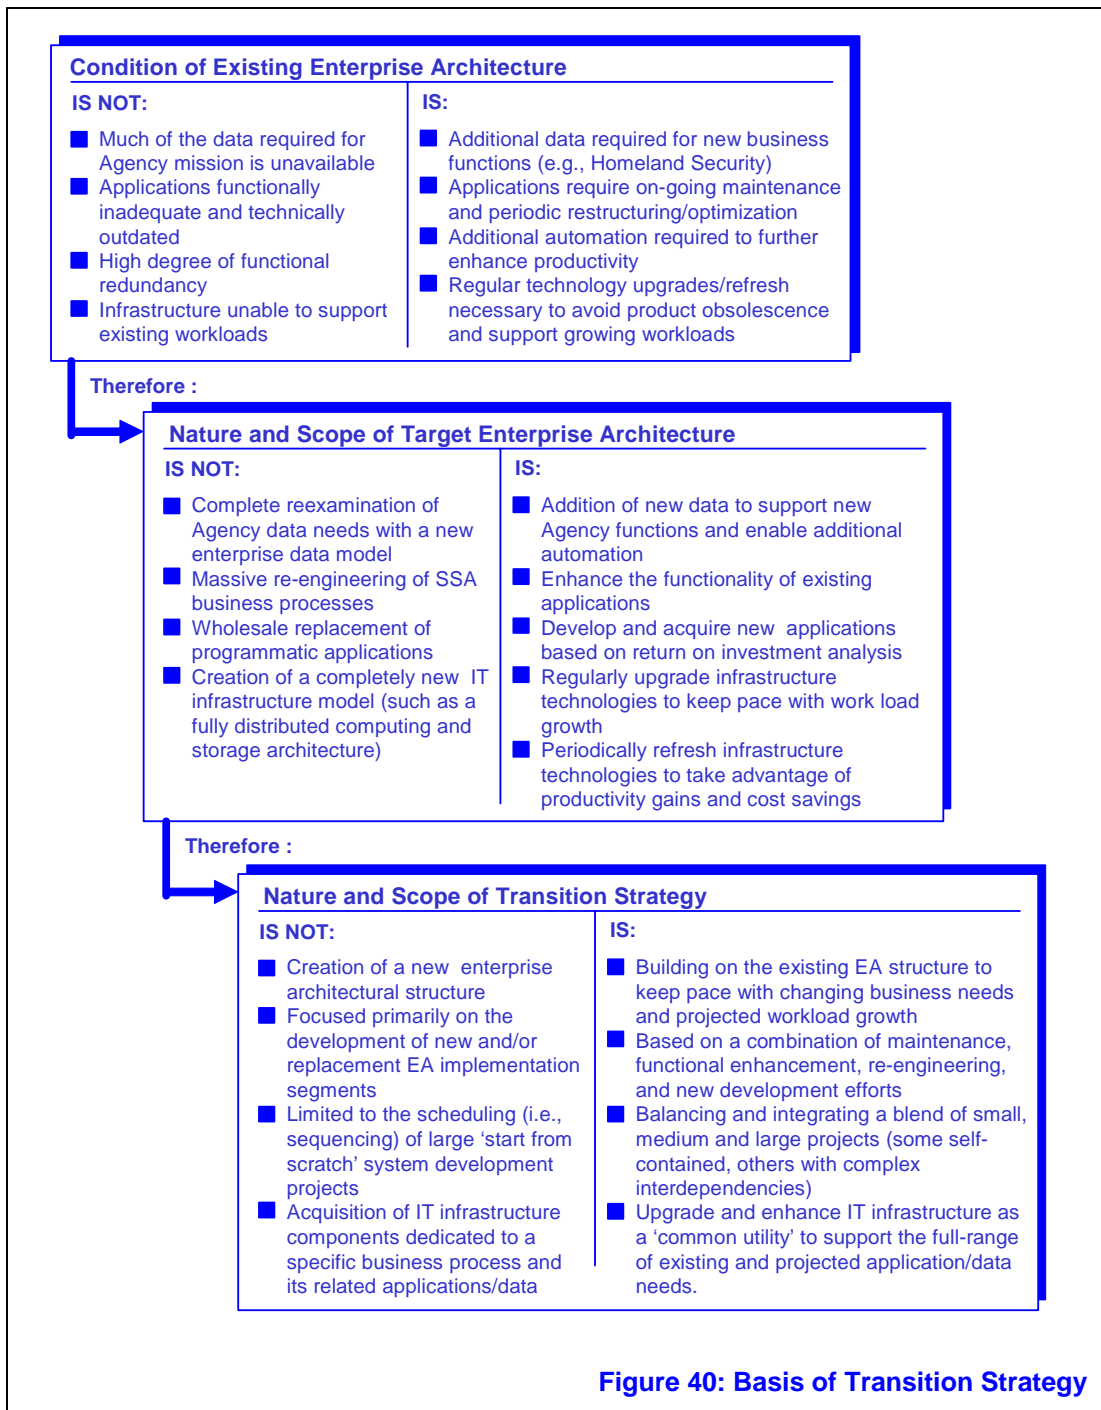 Condition of Existing Enterprise Architecture
IS NOT:
Much of the data required for
Agency mission is unavailable
Applications functionally
inadequate and technically
outdated
High degree of functional
redundancy
Infrastructure unable to support
existing workloads
IS:
Additional data required for new business
functions (e.g., Homeland Security)
Applications require on-going maintenance
and periodic restructuring/optimization
Additional automation required to further
enhance productivity
Regular technology upgrades/refresh
necessary to avoid product obsolescence
and support growing workloads
Therefore :
Nature and Scope of Target Enterprise Architecture
IS NOT:
Complete reexamination of
Agency data needs with a new
enterprise data model
Massive re-engineering of SSA
business processes
Wholesale replacement of
programmatic applications
Creation of a completely new IT
infrastructure model (such as a
fully distributed computing and
storage architecture)
IS:
Addition of new data to support new
Agency functions and enable additional
automation
Enhance the functionality of existing
applications
Develop and acquire new applications
based on return on investment analysis
Regularly upgrade infrastructure
technologies to keep pace with work load
growth
Periodically refresh infrastructure
technologies to take advantage of
productivity gains and cost savings
Therefore :
Nature and Scope of Transition Strategy
IS NOT:
Creation of a new enterprise
architectural structure
Focused primarily on the
development of new and/or
replacement EA implementation
segments
Limited to the scheduling (i.e.,
sequencing) of large ‘start from
scratch’ system development
projects
Acquisition of IT infrastructure
components dedicated to a
specific business process and
its related applications/data
IS:
Building on the existing EA structure to
keep pace with changing business needs
and projected workload growth
Based on a combination of maintenance,
functional enhancement, re-engineering,
and new development efforts
Balancing and integrating a blend of small,
medium and large projects (some self-
contained, others with complex
interdependencies)
Upgrade and enhance IT infrastructure as
a ‘common utility’ to support the full-range
of existing and projected application/data
needs.
Figure 40: Basis of Transition Strategy